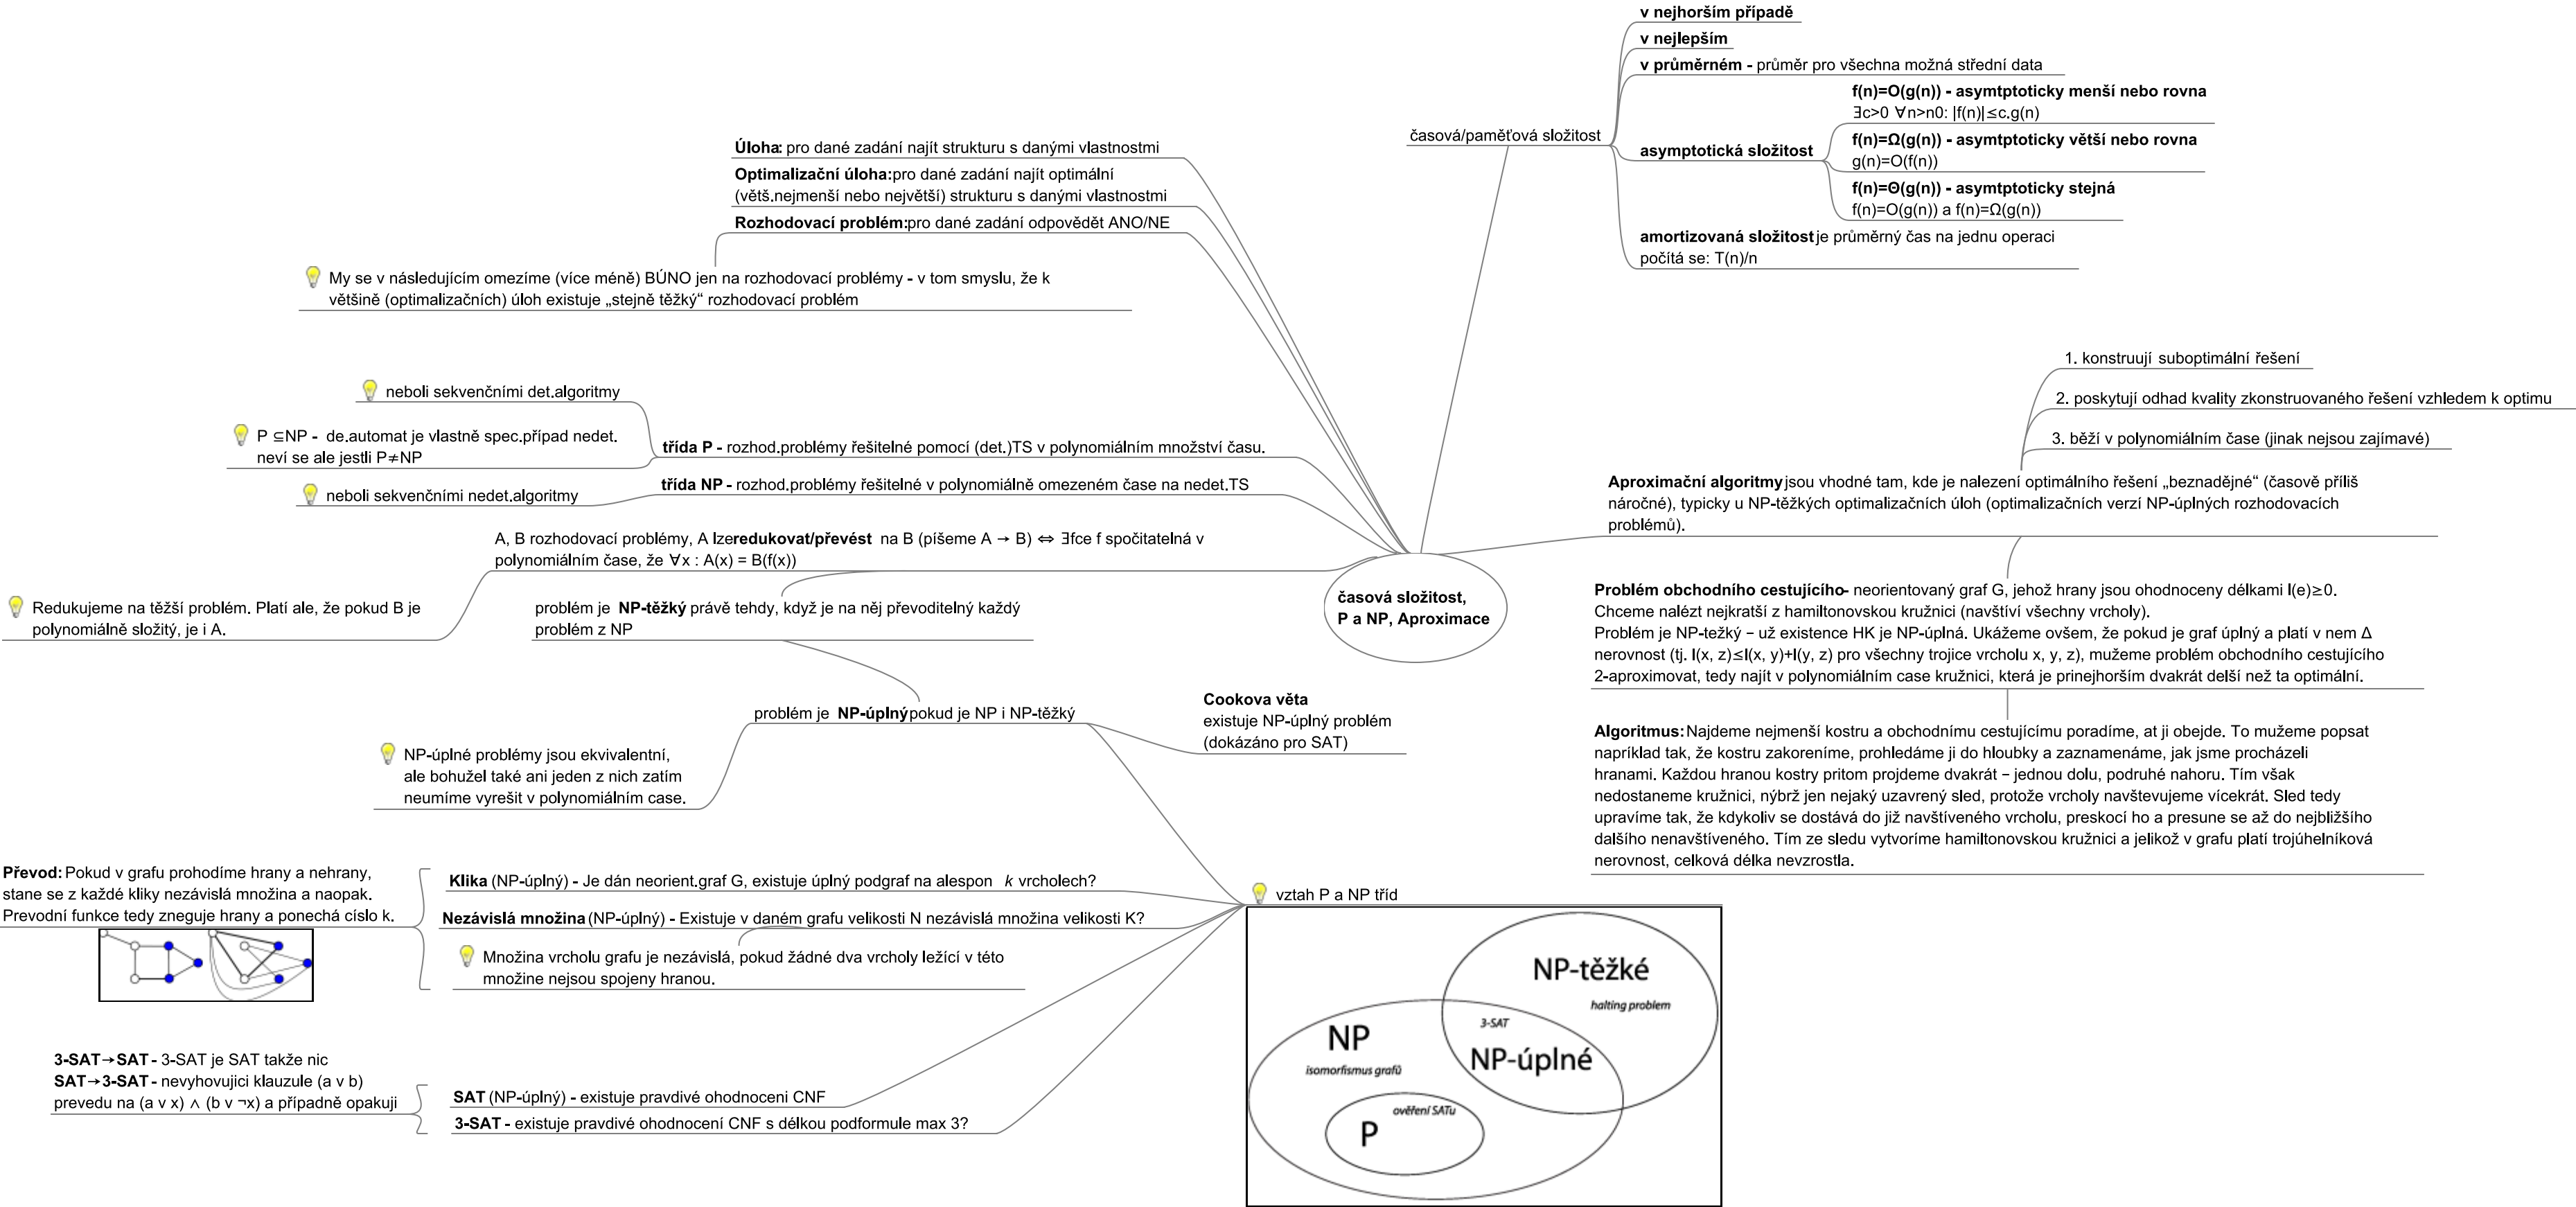 v nejhorším případě
v nejlepším
v průměrném - průměr pro všechna možná střední data
f(n)=O(g(n)) - asymtptoticky menší nebo rovna
∃c>0 ∀n>n0: |f(n)|≤c.g(n)
časová/paměťová složitost
f(n)=Ω(g(n)) - asymtptoticky větší nebo rovna
g(n)=O(f(n))
asymptotická složitost
f(n)=Θ(g(n)) - asymtptoticky stejná
f(n)=O(g(n)) a f(n)=Ω(g(n))
amortizovaná složitost je průměrný čas na jednu operaci
počítá se: T(n)/n
Úloha: pro dané zadání najít strukturu s danými vlastnostmi
Optimalizační úloha: pro dané zadání najít optimální
(větš.nejmenší nebo největší) strukturu s danými vlastnostmi
Rozhodovací problém: pro dané zadání odpovědět ANO/NE
My se v následujícím omezíme (více méně) BÚNO jen na rozhodovací problémy - v tom smyslu, že k
většině (optimalizačních) úloh existuje „stejně těžký“ rozhodovací problém
neboli sekvenčními det.algoritmy
P ⊆NP - de.automat je vlastně spec.případ nedet.
neví se ale jestli P≠NP
třída P - rozhod.problémy řešitelné pomocí (det.)TS v polynomiálním množství času.
neboli sekvenčními nedet.algoritmy
třída NP - rozhod.problémy řešitelné v polynomiálně omezeném čase na nedet.TS
A, B rozhodovací problémy, A lze redukovat/převést na B (píšeme A → B) ⇔ ∃fce f spočitatelná v
polynomiálním čase, že ∀x : A(x) = B(f(x))
Redukujeme na těžší problém. Platí ale, že pokud B je
polynomiálně složitý, je i A.
problém je NP-těžký právě tehdy, když je na něj převoditelný každý
problém z NP
časová složitost,
P a NP, Aproximace
1. konstruují suboptimální řešení
2. poskytují odhad kvality zkonstruovaného řešení vzhledem k optimu
3. běží v polynomiálním čase (jinak nejsou zajímavé)
Aproximační algoritmy jsou vhodné tam, kde je nalezení optimálního řešení „beznadějné“ (časově příliš
náročné), typicky u NP-těžkých optimalizačních úloh (optimalizačních verzí NP-úplných rozhodovacích
problémů).
Problém obchodního cestujícího- neorientovaný graf G, jehož hrany jsou ohodnoceny délkami l(e)≥0.
Chceme nalézt nejkratší z hamiltonovskou kružnici (navštíví všechny vrcholy).
Problém je NP-težký – už existence HK je NP-úplná. Ukážeme ovšem, že pokud je graf úplný a platí v nem Δ
nerovnost (tj. l(x, z)≤l(x, y)+l(y, z) pro všechny trojice vrcholu x, y, z), mužeme problém obchodního cestujícího
2-aproximovat, tedy najít v polynomiálním case kružnici, která je prinejhorším dvakrát delší než ta optimální.
Algoritmus: Najdeme nejmenší kostru a obchodnímu cestujícímu poradíme, at ji obejde. To mužeme popsat
napríklad tak, že kostru zakoreníme, prohledáme ji do hloubky a zaznamenáme, jak jsme procházeli
hranami. Každou hranou kostry pritom projdeme dvakrát – jednou dolu, podruhé nahoru. Tím však
nedostaneme kružnici, nýbrž jen nejaký uzavrený sled, protože vrcholy navštevujeme vícekrát. Sled tedy
upravíme tak, že kdykoliv se dostává do již navštíveného vrcholu, preskocí ho a presune se až do nejbližšího
dalšího nenavštíveného. Tím ze sledu vytvoríme hamiltonovskou kružnici a jelikož v grafu platí trojúhelníková
nerovnost, celková délka nevzrostla.
problém je NP-úplný pokud je NP i NP-těžký
Cookova věta
existuje NP-úplný problém
(dokázáno pro SAT)
NP-úplné problémy jsou ekvivalentní,
ale bohužel také ani jeden z nich zatím
neumíme vyrešit v polynomiálním case.
Převod: Pokud v grafu prohodíme hrany a nehrany,
stane se z každé kliky nezávislá množina a naopak.
Prevodní funkce tedy zneguje hrany a ponechá císlo k.
Klika (NP-úplný) - Je dán neorient.graf G, existuje úplný podgraf na alespon k vrcholech?
Nezávislá množina (NP-úplný) - Existuje v daném grafu velikosti N nezávislá množina velikosti K?
Množina vrcholu grafu je nezávislá, pokud žádné dva vrcholy ležící v této
množine nejsou spojeny hranou.
vztah P a NP tříd
NP-těžké
halting problem
3-SAT
NP
NP-úplné
isomorfismus grafů
ověření SATu
P
3-SAT→SAT - 3-SAT je SAT takže nic
SAT→3-SAT - nevyhovujici klauzule (a v b)
prevedu na (a v x) ∧ (b v ¬x) a případně opakuji
SAT (NP-úplný) - existuje pravdivé ohodnoceni CNF
3-SAT - existuje pravdivé ohodnocení CNF s délkou podformule max 3?